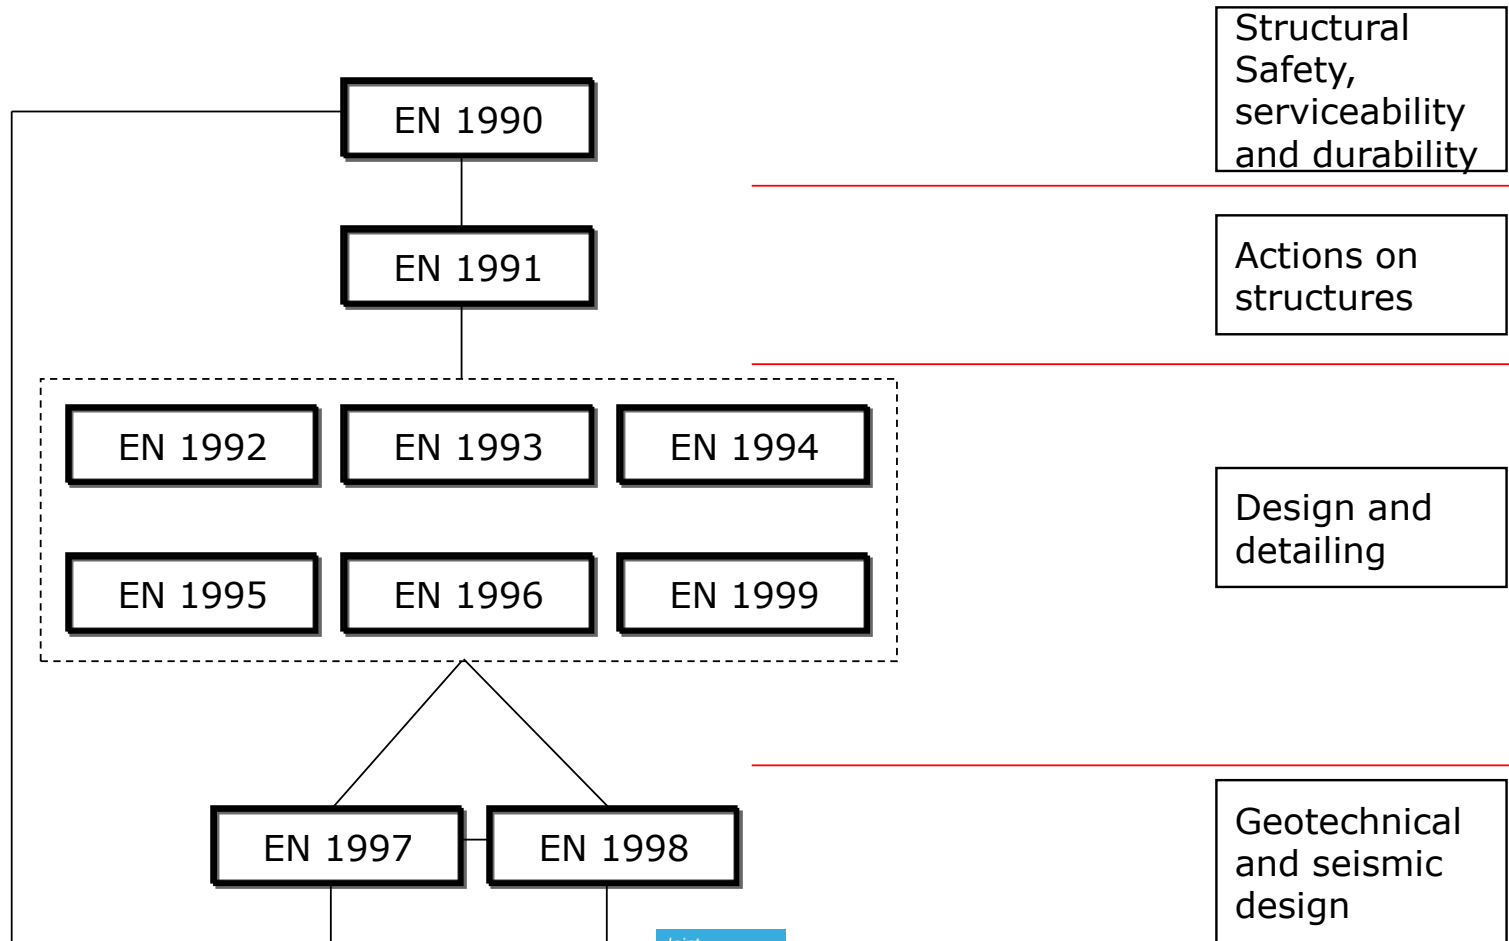 Structural
Safety,
serviceability
and durability
EN 1990
EN 1991
Actions on
structures
EN 1992 EN 1993 EN 1994
Design and
detailing
EN 1995 EN 1996 EN 1999
EN 1997 EN 1998
Geotechnical
and seismic
design